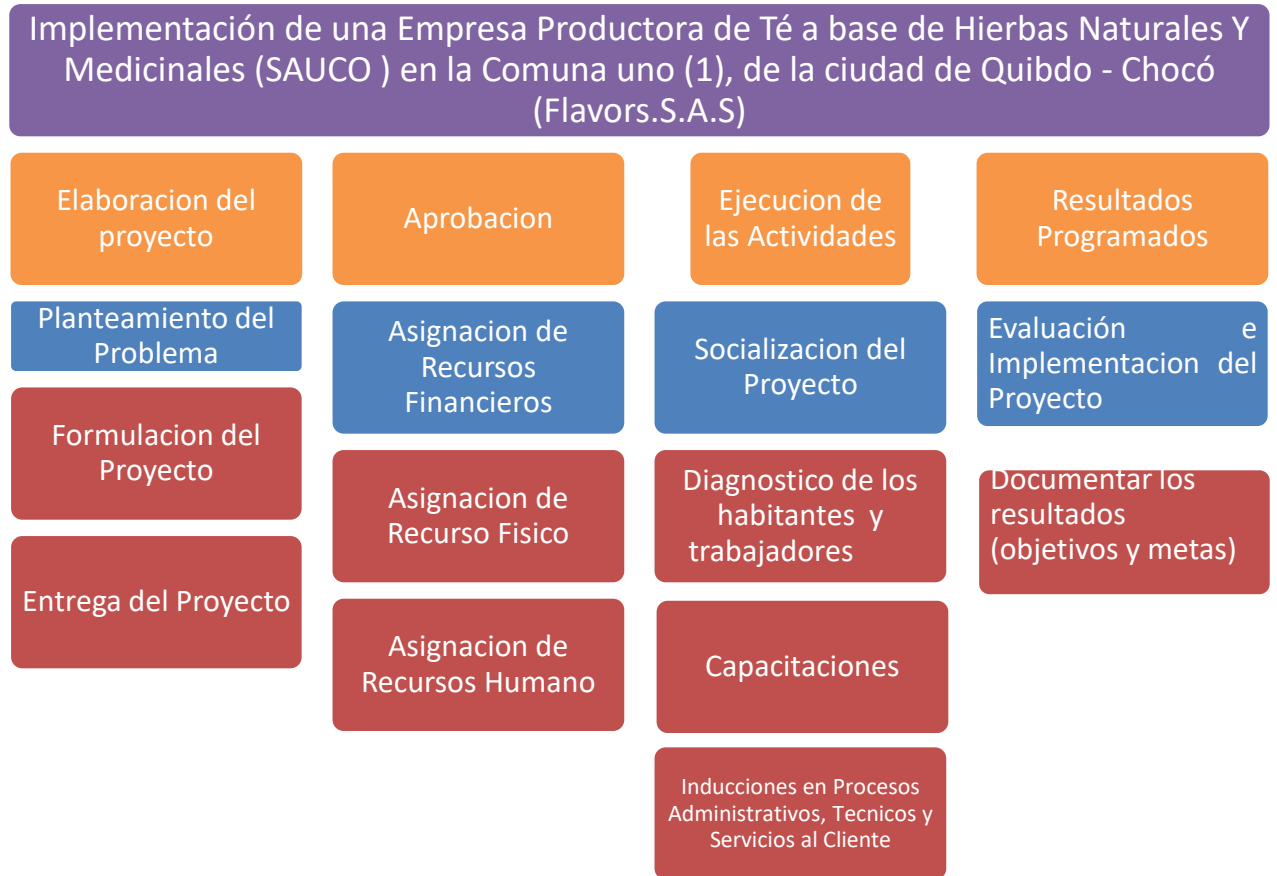 Implementación de una Empresa Productora de Té a base de Hierbas Naturales Y
Medicinales (SAUCO ) en la Comuna uno (1), de la ciudad de Quibdo - Chocó
(Flavors.S.A.S)
Elaboracion del
proyecto
Planteamiento del
Problema
Formulacion del
Proyecto
Entrega del Proyecto
Aprobacion
Asignacion de
Recursos
Financieros
Asignacion de
Recurso Fisico
Asignacion de
Recursos Humano
Ejecucion de
las Actividades
Socializacion del
Proyecto
Diagnostico de los
habitantes y
trabajadores
Capacitaciones
Inducciones en Procesos
Administrativos, Tecnicos y
Servicios al Cliente
Resultados
Programados
Evaluación e
Implementacion del
Proyecto
Documentar los
resultados
(objetivos y metas)